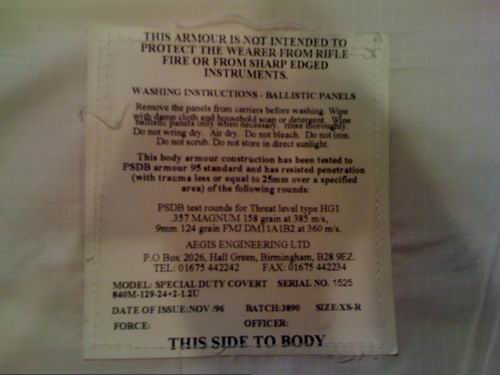 THIS ARMOUR IS NOT INTENDED TO
PROTECT THE WEARER FROM RIFLE
FIRE OR FROM SHARP EDGED
INSTRUMENTS.
WASHING INSTRUCTIONS - BALLISTIC PANELS
Remove the panels from carriers before washing. Wipe
with damp cloth and household soap or detergent. Wipe
ballistic panels only when necessary. rinse thoroughly.
Do not wring dry. Air dry. Do not bleach. Do not iron.
Do not scrub. Do not store in direct sunlight.
This body armour construction has been tested to
PSDB armour 95 standard and has resisted penetration
(with trauma less or equal to 25mm over a specified
area) of the following rounds:
PSDB test rounds for Threat level type HG1
.357 MAGNUM 158 grain at 385 m/s,
9mm 124 grain FMJ DM11A1B2 at 360 m/s.
AEGIS ENGINEERING LTD
P.O Box 2026, Hall Green, Birmingham, B28 9EZ.
TEL: 01675 442242 FAX: 01675 442234
MODEL: SPECIAL DUTY COVERT SERIAL NO. 1525
840M-129-24+2-1.2U
DATE OF ISSUE:NOV /96 BATCH:3890 SIZE:XS-R
FORCE: OFFICER:
THIS SIDE TO BODY